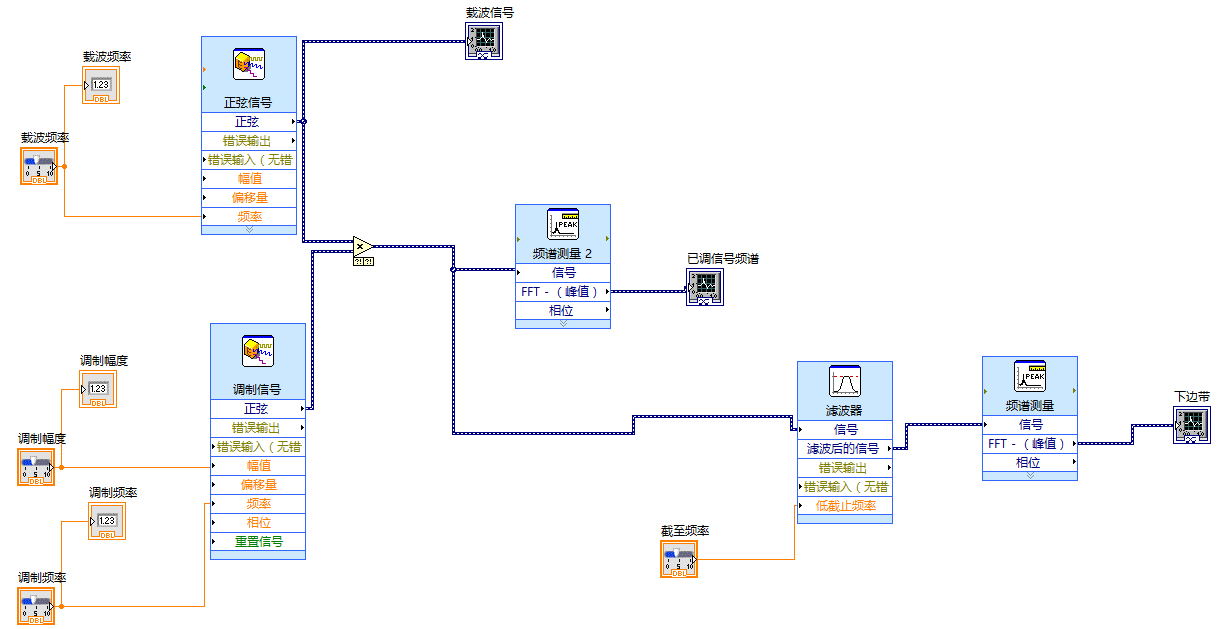 载波信号
载波频率
1.23
DBL
载波频率
0 5 10
DBL
正弦信号
正弦
错误输出
错误输入（无错
幅值
偏移量
频率
?! ?!
PEAK
频谱测量 2
信号
FFT - （峰值）
相位
已调信号频谱
调制幅度
1.23
DBL
调制幅度
0 5 10
DBL
调制频率
1.23
DBL
调制频率
0 5 10
DBL
调制信号
正弦
错误输出
错误输入（无错
幅值
偏移量
频率
相位
重置信号
截至频率
0 5 10
DBL
滤波器
信号
滤波后的信号
错误输出
错误输入（无错
低截止频率
PEAK
频谱测量
信号
FFT - （峰值）
相位
下边带